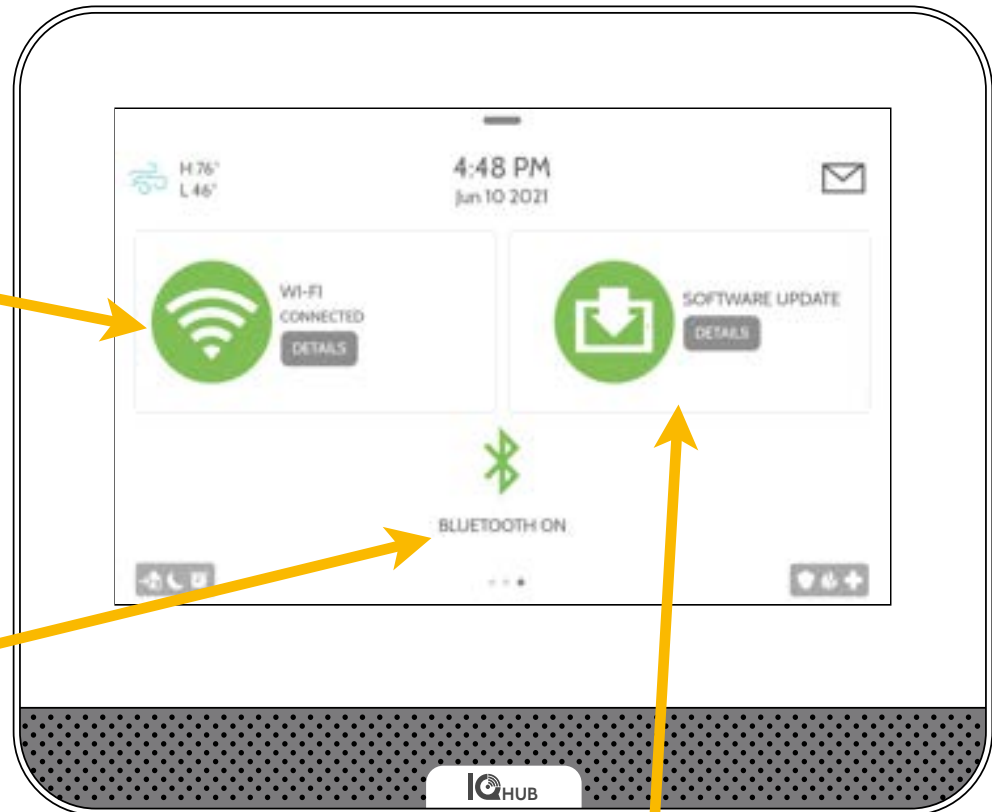 H 76°
L 46°
4:48 PM
Jun 10 2021
WI-FI
CONNECTED
DETAILS
SOFTWARE UPDATE
DETAILS
BLUETOOTH ON
IQ HUB